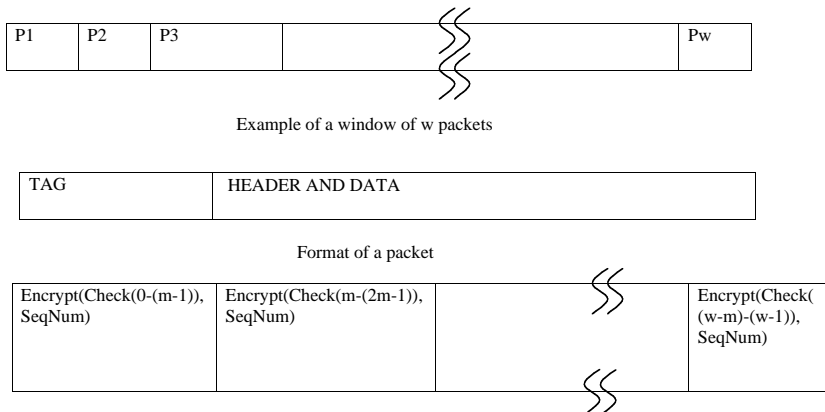 P1 P2 P3 Pw
Example of a window of w packets
TAG HEADER AND DATA
Format of a packet
Encrypt(Check(0-(m-1)),
SeqNum)
Encrypt(Check(m-(2m-1)),
SeqNum)
Encrypt(Check(
(w-m)-(w-1)),
SeqNum)